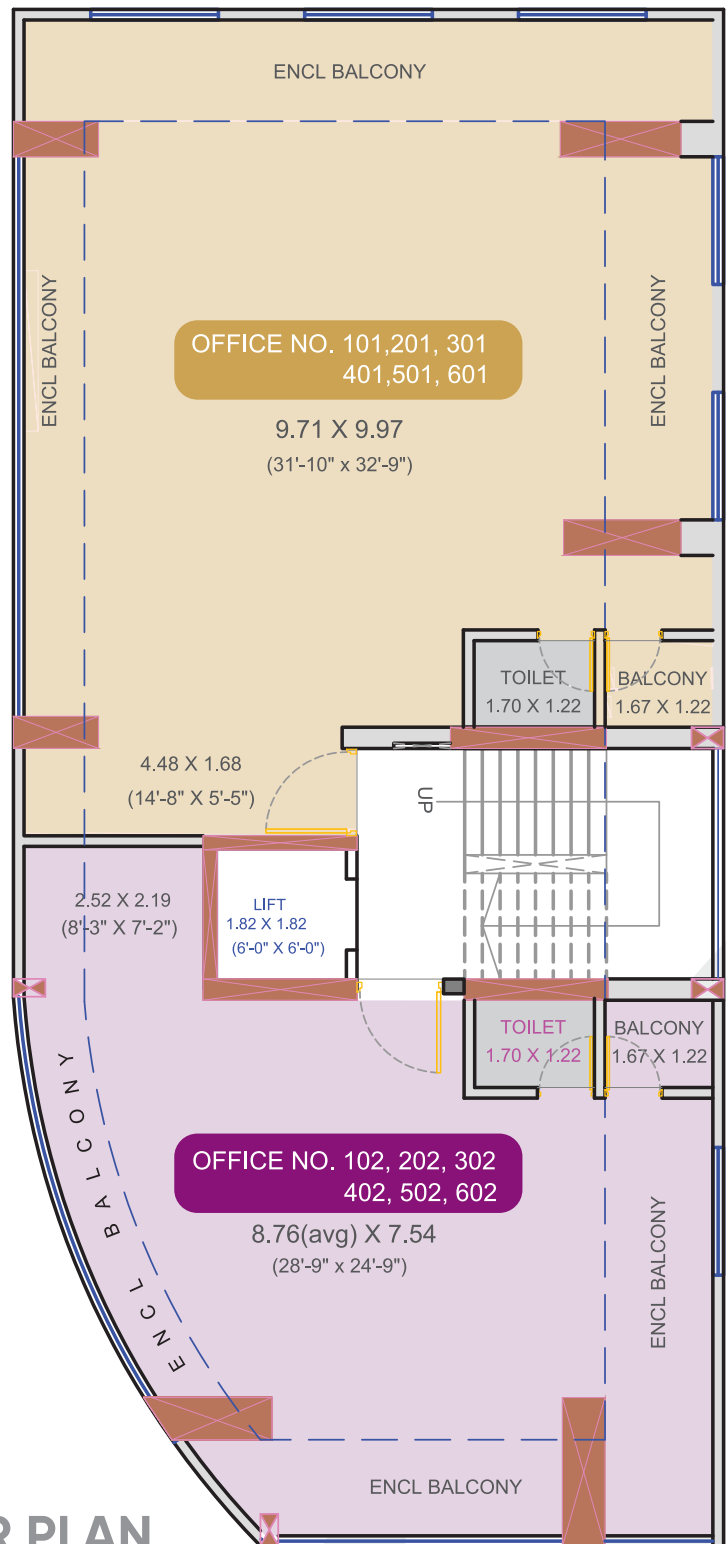 ENCL BALCONY
ENCL BALCONY
ENCL BALCONY
OFFICE NO. 101,201, 301
401,501, 601
9.71 X 9.97
(31'-10" x 32'-9")
TOILET
1.70 X 1.22
BALCONY
1.67 X 1.22
4.48 X 1.68
(14'-8" X 5'-5")
UP
2.52 X 2.19
(8'-3" X 7'-2")
LIFT
1.82 X 1.82
(6'-0" X 6'-0")
TOILET
1.70 X 1.22
BALCONY
1.67 X 1.22
ENCL BALCONY
OFFICE NO. 102, 202, 302
402, 502, 602
8.76(avg) X 7.54
(28'-9" x 24'-9")
ENCL BALCONY
ENCL BALCONY
PLAN